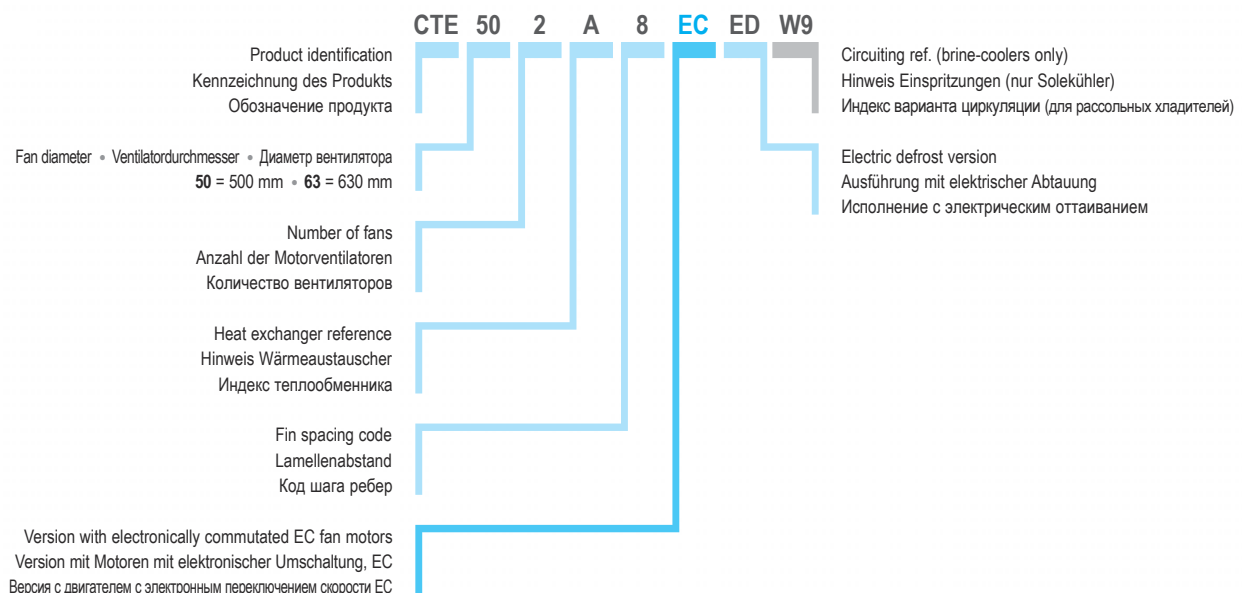 CTE 50 2 A 8 EC ED W9
Product identification
Kennzeichnung des Produkts
Обозначение продукта
Fan diameter • Ventilatordurchmesser • Диаметр вентилятора
50 = 500 mm • 63 = 630 mm
Number of fans
Anzahl der Motorventilatoren
Количество вентиляторов
Heat exchanger reference
Hinweis Wärmeaustauscher
Индекс теплообменника
Fin spacing code
Lamellenabstand
Код шага ребер
Version with electronically commutated EC fan motors
Version mit Motoren mit elektronischer Umschaltung, EC
Версия с двигателем с электронным переключением скорости EC
Circuiting ref. (brine-coolers only)
Hinweis Einspritzungen (nur Solekühler)
Индекс варианта циркуляции (для рассольных хладителей)
Electric defrost version
Ausführung mit elektrischer Abtauung
Исполнение с электрическим оттаиванием